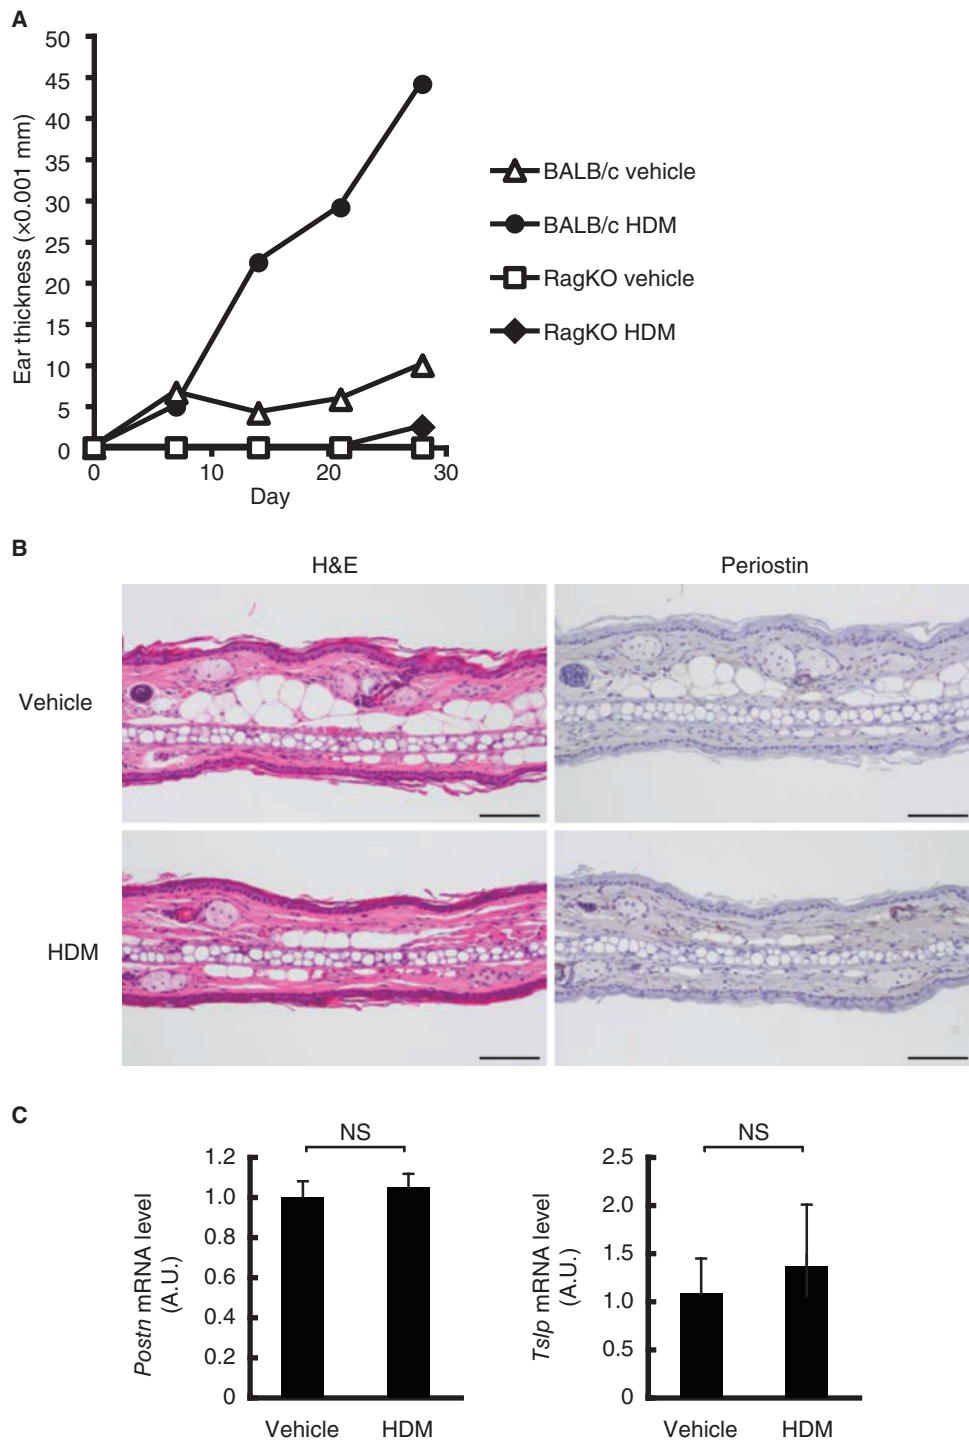 A
50
45
40
35
30
25
20
15
10
5
0
Ear thickness (×0.001 mm)
0 10 20 30
Day
BALB/c vehicle
BALB/c HDM
RagKO vehicle
RagKO HDM
B
H&E Periostin
Vehicle
HDM
C
NS
1.2
1.0
0.8
0.6
0.4
0.2
0
Postn mRNA level
(A.U.)
Vehicle HDM
NS
2.5
2.0
1.5
1.0
0.5
0
Tslp mRNA level
(A.U.)
Vehicle HDM